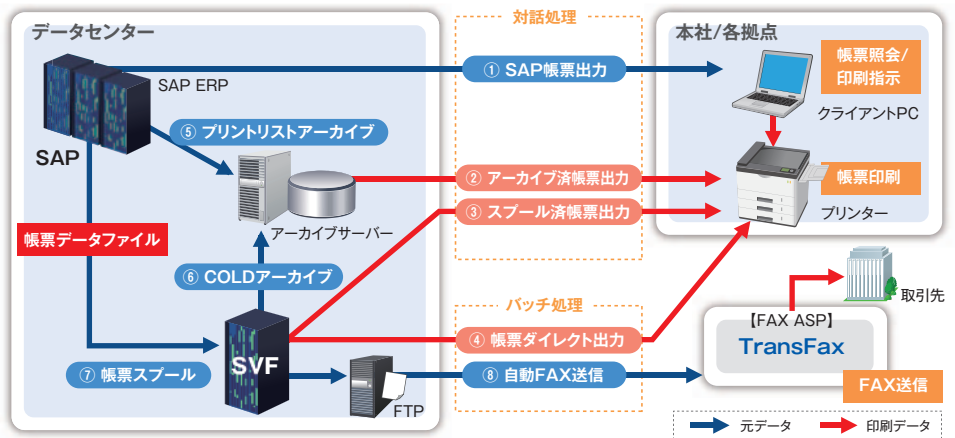 データセンター
SAP ERP
SAP
⑤ プリントリストアーカイブ
アーカイブサーバー
帳票データファイル
⑥ COLDアーカイブ
⑦ 帳票スプール
SVF
FTP
対話処理
① SAP帳票出力
② アーカイブ済帳票出力
③ スプール済帳票出力
バッチ処理
④ 帳票ダイレクト出力
⑧ 自動FAX送信
本社/各拠点
帳票照会/
印刷指示
クライアントPC
帳票印刷
プリンター
取引先
【FAX ASP】
TransFax
FAX送信
元データ
印刷データ